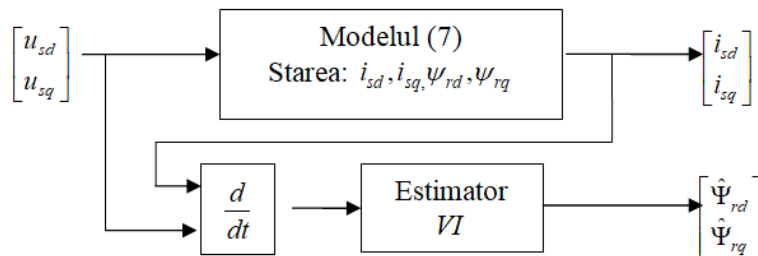 u_sd
u_sq
Modelul (7)
Starea: i_sd, i_sq, ψ_rd, ψ_rq
i_sd
i_sq
d
dt
Estimator
VI
Ψ̂_rd
Ψ̂_rq